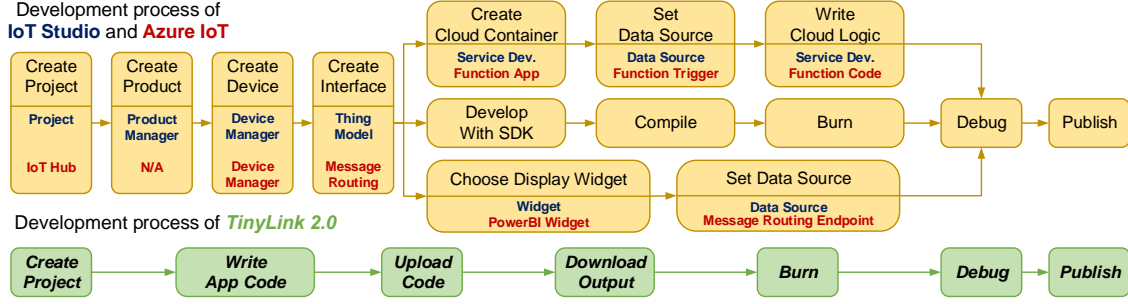 Development process of
IoT Studio and Azure IoT
Create
Project
Project
IoT Hub
Create
Product
Product
Manager
N/A
Create
Device
Device
Manager
Device
Manager
Create
Interface
Thing
Model
Message
Routing
Create
Cloud Container
Service Dev.
Function App
Set
Data Source
Data Source
Function Trigger
Write
Cloud Logic
Service Dev.
Function Code
Develop
With SDK
Compile
Burn
Choose Display Widget
Widget
PowerBI Widget
Set Data Source
Data Source
Message Routing Endpoint
Debug
Publish
Development process of TinyLink 2.0
Create
Project
Write
App Code
Upload
Code
Download
Output
Burn
Debug
Publish